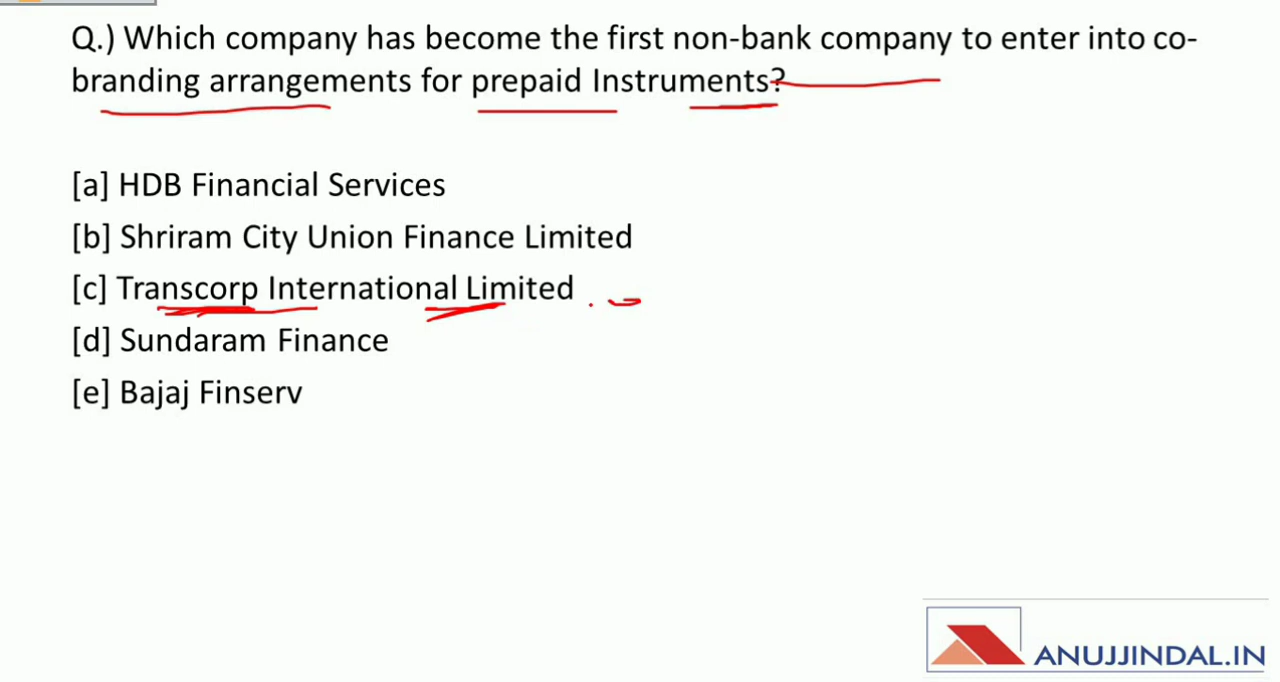 Q.) Which company has become the first non-bank company to enter into co-
branding arrangements for prepaid Instruments?
[a] HDB Financial Services
[b] Shriram City Union Finance Limited
[c] Transcorp International Limited
[d] Sundaram Finance
[e] Bajaj Finserv
ANUJJINDAL.IN